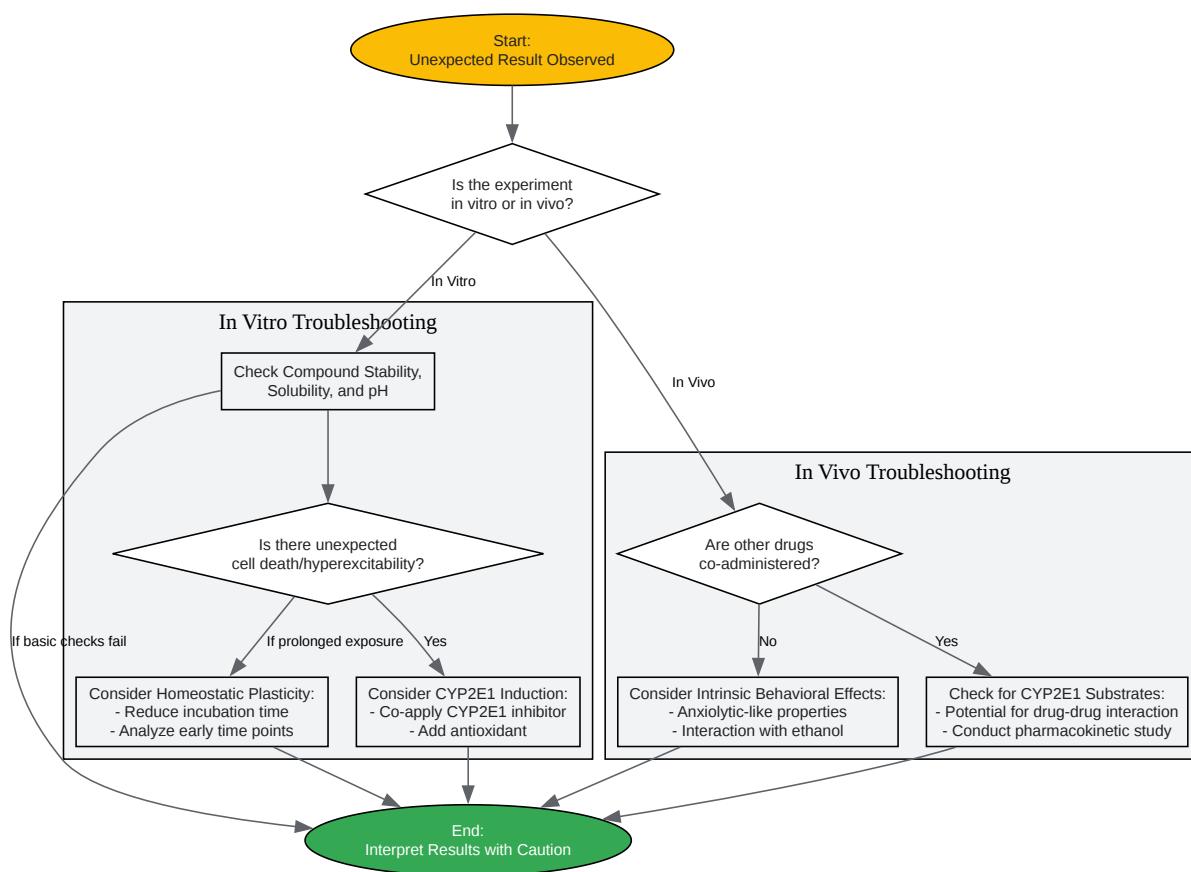 Start:
Unexpected Result Observed
Is the experiment
in vitro or in vivo?
In Vitro
In Vitro Troubleshooting
Check Compound Stability,
Solubility, and pH
In Vivo
In Vivo Troubleshooting
Is there unexpected
cell death/hyperexcitability?
Are other drugs
co-administered?
If basic checks fail
If prolonged exposure
Yes
No
Yes
Consider Homeostatic Plasticity:
- Reduce incubation time
- Analyze early time points
Consider CYP2E1 Induction:
- Co-apply CYP2E1 inhibitor
- Add antioxidant
Consider Intrinsic Behavioral Effects:
- Anxiolytic-like properties
- Interaction with ethanol
Check for CYP2E1 Substrates:
- Potential for drug-drug interaction
- Conduct pharmacokinetic study
End:
Interpret Results with Caution